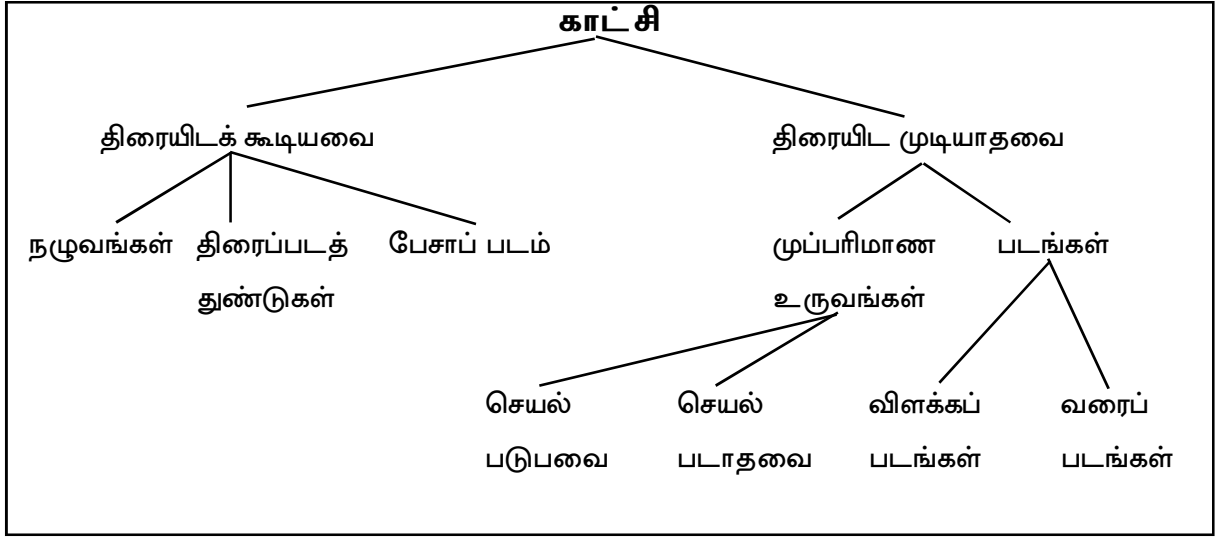 காட்சி
திரையிடக் கூடியவை திரையிட முடியாதவை
நழுவங்கள் திரைப்படத் பேசாப் படம் முப்பரிமாண படங்கள்
துண்டுகள் உருவங்கள்
செயல் செயல் விளக்கப் வரைப்
படுபவை படாதவை படங்கள் படங்கள்